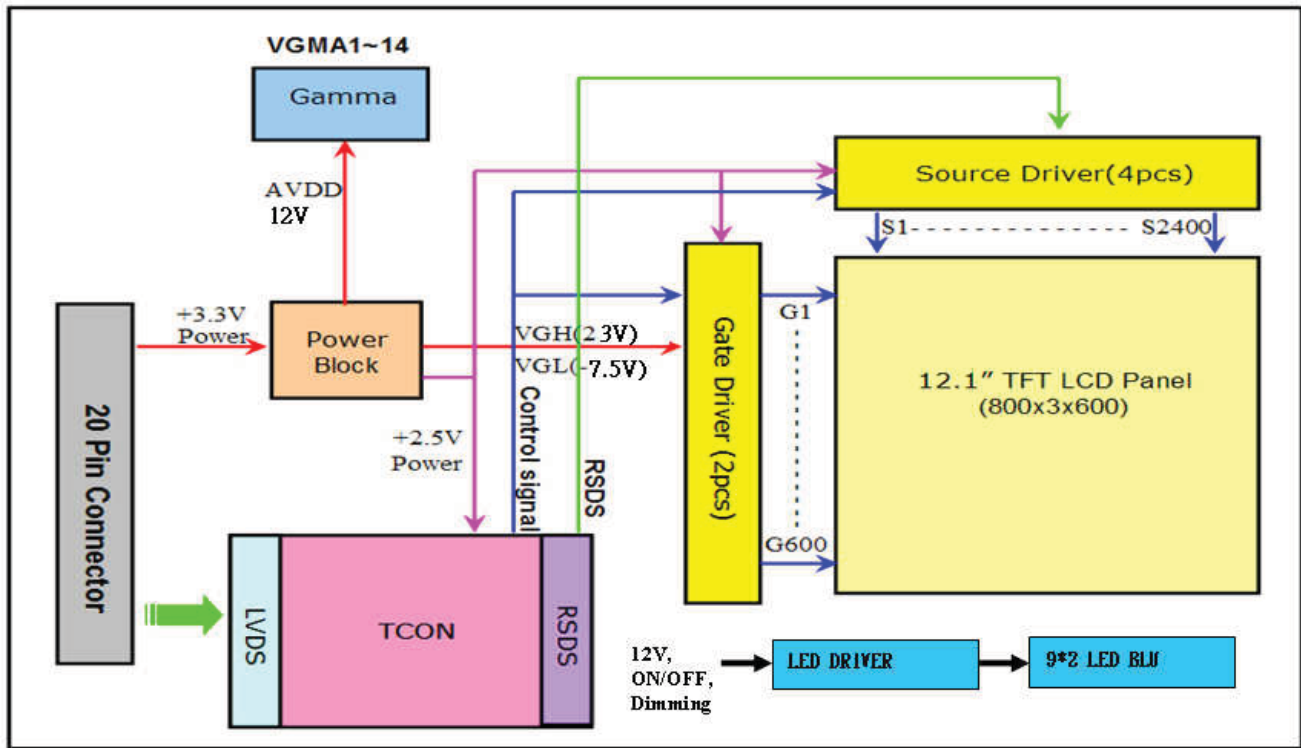 VGMA1~14
Gamma
AVDD
12V
Source Driver(4pcs)
S1
S2400
+3.3V
Power
Power
Block
VGH(23V)
VGL(-7.5V)
Gate Driver (2pcs)
G1
G600
12.1" TFT LCD Panel
(800x3x600)
20 Pin Connector
+2.5V
Power
Control signal
RSDS
LVDS
TCON
RSDS
12V,
ON/OFF,
Dimming
LED DRIVER
9*2 LED BLU